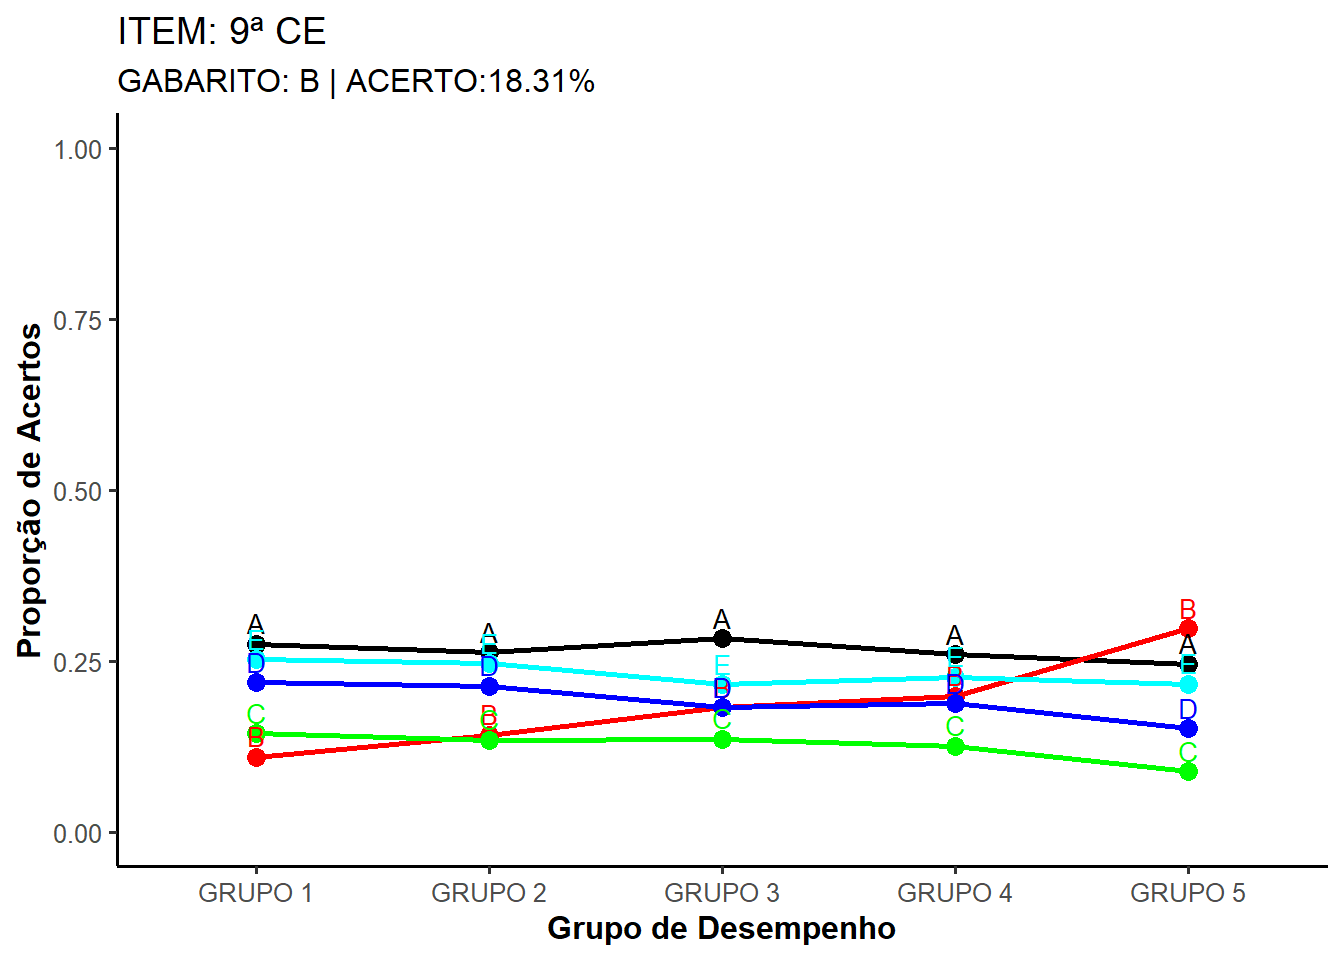 ITEM: 9ª CE
GABARITO: B | ACERTO:18.31%
Proporção de Acertos
1.00
0.75
0.50
0.25
0.00
A
E
D
C
B
A
E
D
B
C
A
E
B
D
C
A
E
B
D
C
B
A
E
D
C
GRUPO 1
GRUPO 2
GRUPO 3
GRUPO 4
GRUPO 5
Grupo de Desempenho